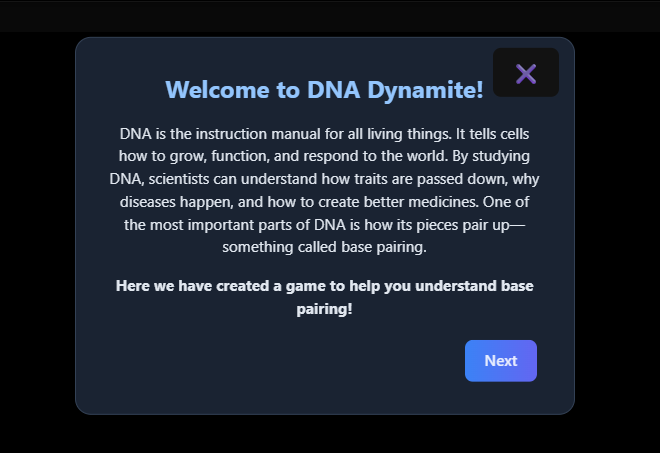 Welcome to DNA Dynamite!
DNA is the instruction manual for all living things. It tells cells
how to grow, function, and respond to the world. By studying
DNA, scientists can understand how traits are passed down, why
diseases happen, and how to create better medicines. One of
the most important parts of DNA is how its pieces pair up—
something called base pairing.
Here we have created a game to help you understand base
pairing!
Next